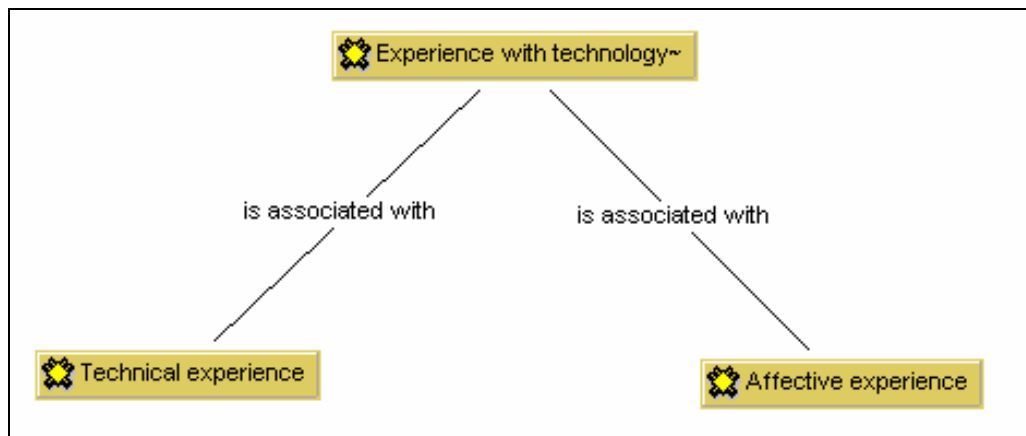 Experience with technology~
is associated with
is associated with
Technical experience
Affective experience